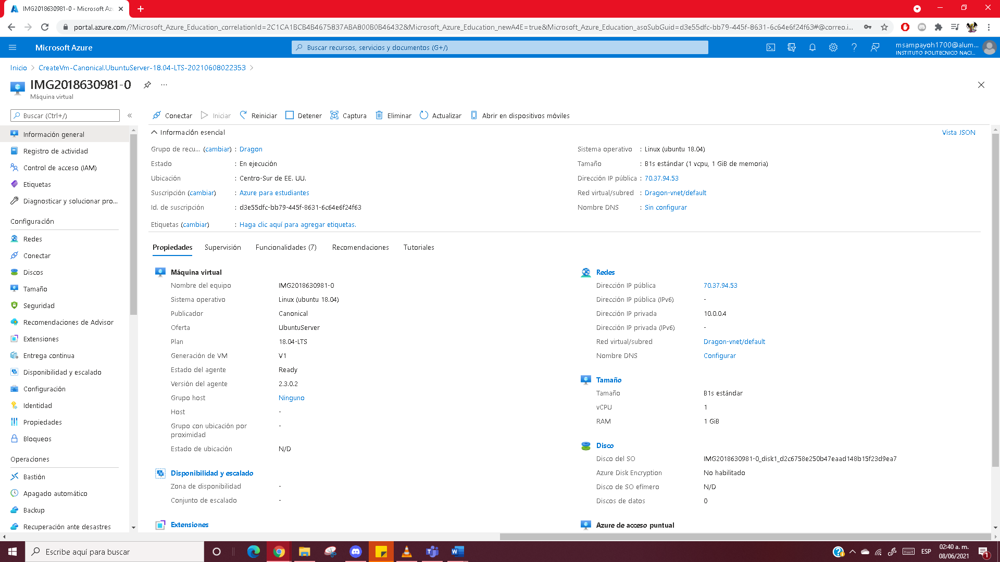 IMG2018630981-0 - Microsoft Az
portal.azure.com/?Microsoft_Azure_Education_correlationId=2C1CA1BCB4B4675837ABA800B0B46432&Microsoft_Azure_Education_newA4E=true&Microsoft_Azure_Education_asoSubGuid=d3e55dfc-bb79-445f-8631-6c64e6f24f63#@correo.i...
Microsoft Azure
Buscar recursos, servicios y documentos (G+/)
msampayoh1700@alum...
INSTITUTO POLITECNICO NACI...
Inicio > CreateVm-Canonical.UbuntuServer-18.04-LTS-20210608022353 >
IMG2018630981-0
Máquina virtual
Buscar (Ctrl+/)
Conectar Iniciar Reiniciar Detener Captura Eliminar Actualizar Abrir en dispositivos móviles
Información general
Registro de actividad
Control de acceso (IAM)
Etiquetas
Diagnosticar y solucionar pro...
Configuración
Redes
Conectar
Discos
Tamaño
Seguridad
Recomendaciones de Advisor
Extensiones
Entrega continua
Disponibilidad y escalado
Configuración
Identidad
Propiedades
Bloqueos
Operaciones
Bastión
Apagado automático
Backup
Recuperación ante desastres
Información esencial
Vista JSON
Grupo de recu... (cambiar) : Dragon
Estado : En ejecución
Ubicación : Centro-Sur de EE. UU.
Suscripción (cambiar) : Azure para estudiantes
Id. de suscripción : d3e55dfc-bb79-445f-8631-6c64e6f24f63
Etiquetas (cambiar) : Haga clic aquí para agregar etiquetas.
Sistema operativo : Linux (ubuntu 18.04)
Tamaño : B1s estándar (1 vcpu, 1 GiB de memoria)
Dirección IP pública : 70.37.94.53
Red virtual/subred : Dragon-vnet/default
Nombre DNS : Sin configurar
Propiedades Supervisión Funcionalidades (7) Recomendaciones Tutoriales
Máquina virtual
Nombre del equipo IMG2018630981-0
Sistema operativo Linux (ubuntu 18.04)
Publicador Canonical
Oferta UbuntuServer
Plan 18.04-LTS
Generación de VM V1
Estado del agente Ready
Versión del agente 2.3.0.2
Grupo host Ninguno
Host -
Grupo con ubicación por -
proximidad
Estado de ubicación N/D
Disponibilidad y escalado
Zona de disponibilidad -
Conjunto de escalado -
Extensiones
Redes
Dirección IP pública 70.37.94.53
Dirección IP pública (IPv6) -
Dirección IP privada 10.0.0.4
Dirección IP privada (IPv6) -
Red virtual/subred Dragon-vnet/default
Nombre DNS Configurar
Tamaño
Tamaño B1s estándar
vCPU 1
RAM 1 GiB
Disco
Disco del SO IMG2018630981-0_disk1_d2c6758e250b47eaad148b15f23d9ea7
Azure Disk Encryption No habilitado
Disco de SO efímero N/D
Discos de datos 0
Azure de acceso puntual
Escribe aquí para buscar
ESP
02:40 a. m.
08/06/2021
1